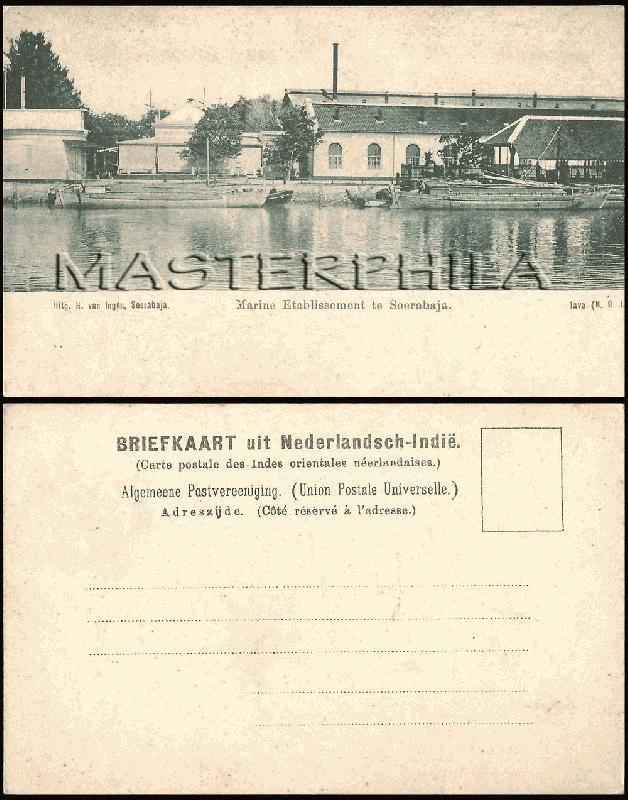 MASTERPHILA
Uitg. H. van Ingen, Soerabaja.
Marine Etablissement te Soerabaja.
Java (N. O. I.
BRIEFKAART uit Nederlandsch-Indië.
(Carte postale des Indes orientales néerlandaises.)
Algemeene Postvereeniging. (Union Postale Universelle.)
Adreszijde. (Côté réservé à l'adresse.)